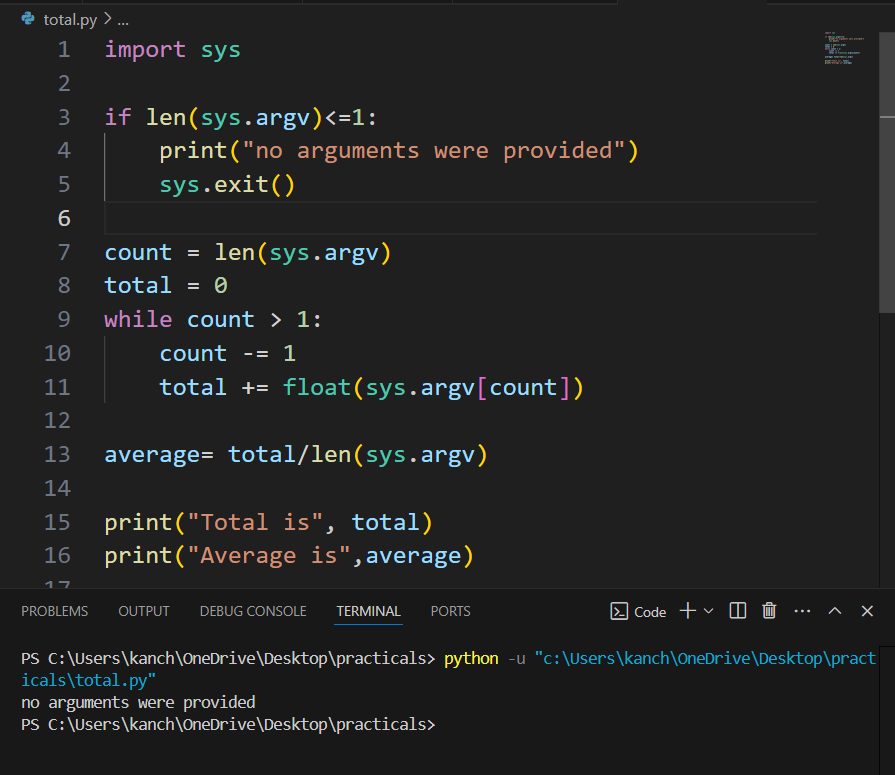 total.py > ...
1 import sys
2
3 if len(sys.argv)<=1:
4     print("no arguments were provided")
5     sys.exit()
6
7 count = len(sys.argv)
8 total = 0
9 while count > 1:
10     count -= 1
11     total += float(sys.argv[count])
12
13 average= total/len(sys.argv)
14
15 print("Total is", total)
16 print("Average is",average)
17
PROBLEMS OUTPUT DEBUG CONSOLE TERMINAL PORTS Code
PS C:\Users\kanch\OneDrive\Desktop\practicals> python -u "c:\Users\kanch\OneDrive\Desktop\pract
icals\total.py"
no arguments were provided
PS C:\Users\kanch\OneDrive\Desktop\practicals>